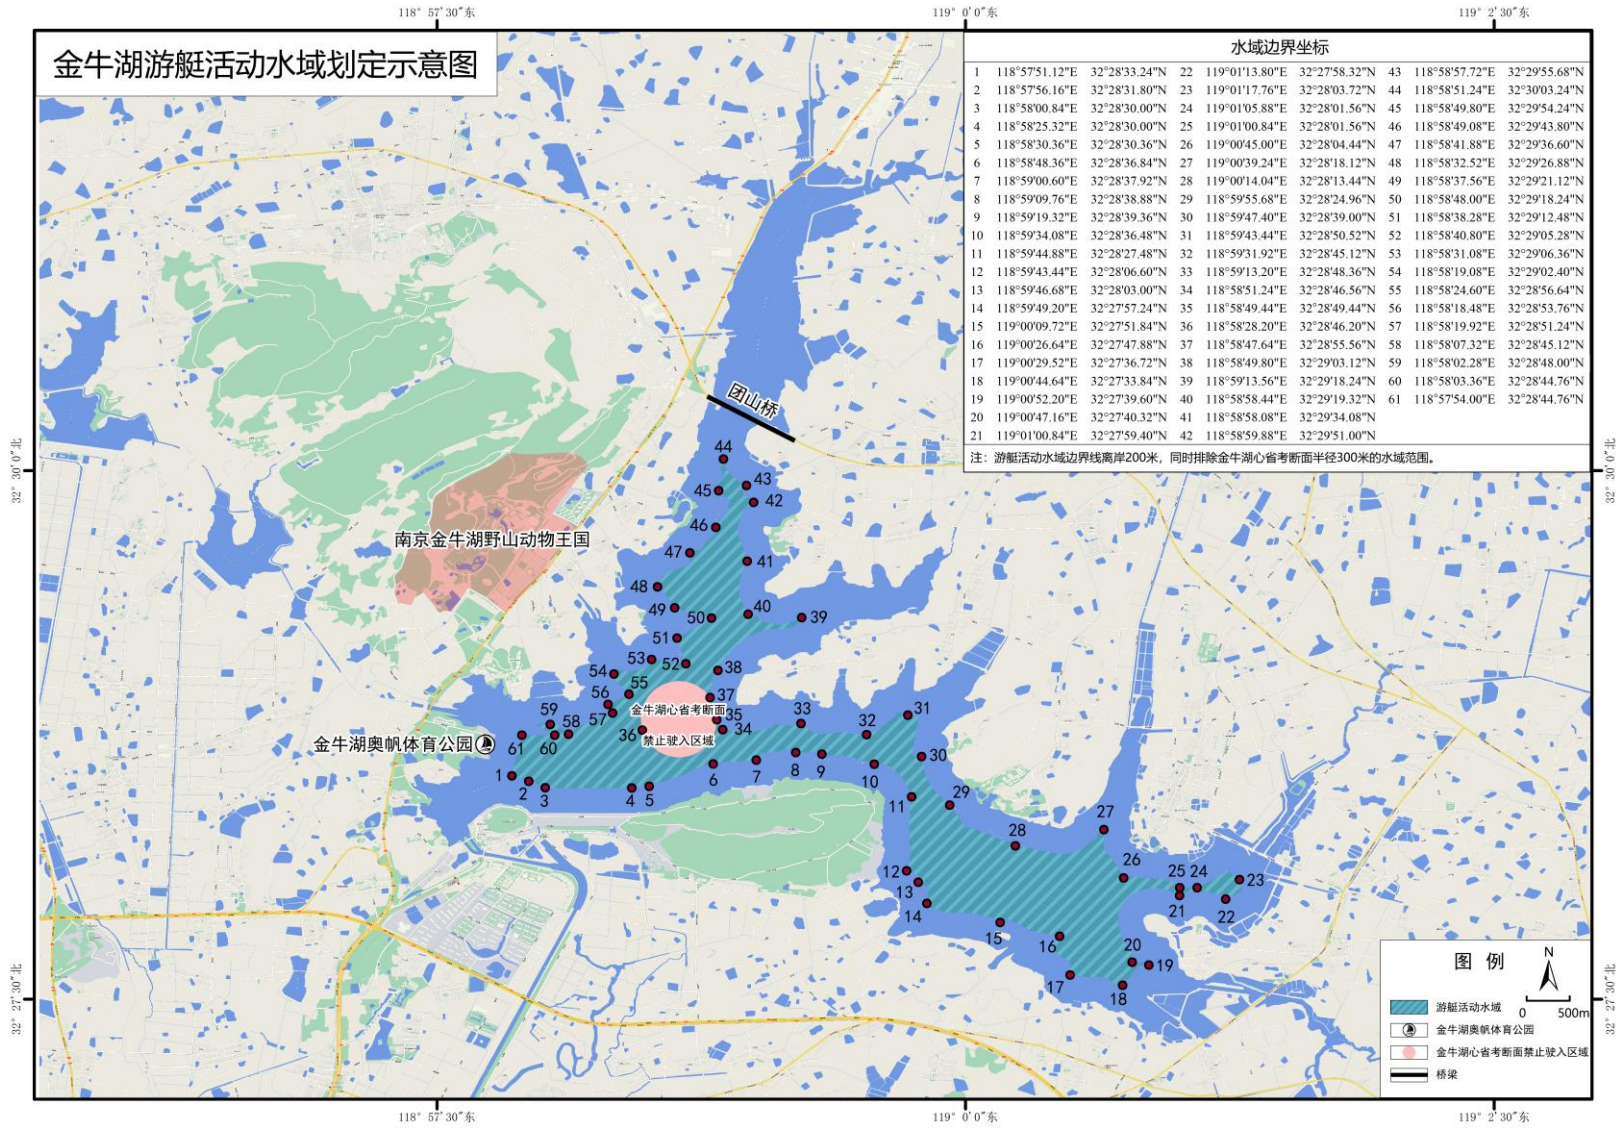 118° 57′30″东
119° 0′0″东
119° 2′30″东
金牛湖游艇活动水域划定示意图
水域边界坐标
1 118°57'51.12"E 32°28'33.24"N 22 119°01'13.80"E 32°27'58.32"N 43 118°58'57.72"E 32°29'55.68"N
2 118°57'56.16"E 32°28'31.80"N 23 119°01'17.76"E 32°28'03.72"N 44 118°58'51.24"E 32°30'03.24"N
3 118°58'00.84"E 32°28'30.00"N 24 119°01'05.88"E 32°28'01.56"N 45 118°58'49.80"E 32°29'54.24"N
4 118°58'25.32"E 32°28'30.00"N 25 119°01'00.84"E 32°28'01.56"N 46 118°58'49.08"E 32°29'43.80"N
5 118°58'30.36"E 32°28'30.36"N 26 119°00'45.00"E 32°28'04.44"N 47 118°58'41.88"E 32°29'36.60"N
6 118°58'48.36"E 32°28'36.84"N 27 119°00'39.24"E 32°28'18.12"N 48 118°58'32.52"E 32°29'26.88"N
7 118°59'00.60"E 32°28'37.92"N 28 119°00'14.04"E 32°28'13.44"N 49 118°58'37.56"E 32°29'21.12"N
8 118°59'09.76"E 32°28'38.88"N 29 118°59'55.68"E 32°28'24.96"N 50 118°58'48.00"E 32°29'18.24"N
9 118°59'19.32"E 32°28'39.36"N 30 118°59'47.40"E 32°28'39.00"N 51 118°58'38.28"E 32°29'12.48"N
10 118°59'34.08"E 32°28'36.48"N 31 118°59'43.44"E 32°28'50.52"N 52 118°58'40.80"E 32°29'05.28"N
11 118°59'44.88"E 32°28'27.48"N 32 118°59'31.92"E 32°28'45.12"N 53 118°58'31.08"E 32°29'06.36"N
12 118°59'43.44"E 32°28'06.60"N 33 118°59'13.20"E 32°28'48.36"N 54 118°58'19.08"E 32°29'02.40"N
13 118°59'46.68"E 32°28'03.00"N 34 118°58'51.24"E 32°28'46.56"N 55 118°58'24.60"E 32°28'56.64"N
14 118°59'49.20"E 32°27'57.24"N 35 118°58'49.44"E 32°28'49.44"N 56 118°58'18.48"E 32°28'53.76"N
15 119°00'09.72"E 32°27'51.84"N 36 118°58'28.20"E 32°28'46.20"N 57 118°58'19.92"E 32°28'51.24"N
16 119°00'26.64"E 32°27'47.88"N 37 118°58'47.64"E 32°28'55.56"N 58 118°58'07.32"E 32°28'45.12"N
17 119°00'29.52"E 32°27'36.72"N 38 118°58'49.80"E 32°29'03.12"N 59 118°58'02.28"E 32°28'48.00"N
18 119°00'44.64"E 32°27'33.84"N 39 118°59'13.56"E 32°29'18.24"N 60 118°58'03.36"E 32°28'44.76"N
19 119°00'52.20"E 32°27'39.60"N 40 118°58'58.44"E 32°29'19.32"N 61 118°57'54.00"E 32°28'44.76"N
20 119°00'47.16"E 32°27'40.32"N 41 118°58'58.08"E 32°29'34.08"N
21 119°01'00.84"E 32°27'59.40"N 42 118°58'59.88"E 32°29'51.00"N
注：游艇活动水域边界线离岸200米，同时排除金牛湖心省考断面半径300米的水域范围。
团山桥
32° 30′0″北
32° 30′0″北
44
43
45
42
46
南京金牛湖野山动物王国
47
41
48
49
50
40
39
51
53
52
38
54
55
37
56
金牛湖心省考断面
57
35
31
59
58
33
32
36
34
金牛湖奥帆体育公园
61
60
禁止驶入区域
6
7
8
9
10
30
1
2
3
4
5
11
29
27
28
12
26
25
24
23
13
14
21
22
15
16
20
19
17
18
32° 27′30″北
32° 27′30″北
图 例
N
游艇活动水域
0 500m
金牛湖奥帆体育公园
金牛湖心省考断面禁止驶入区域
桥梁
118° 57′30″东
119° 0′0″东
119° 2′30″东